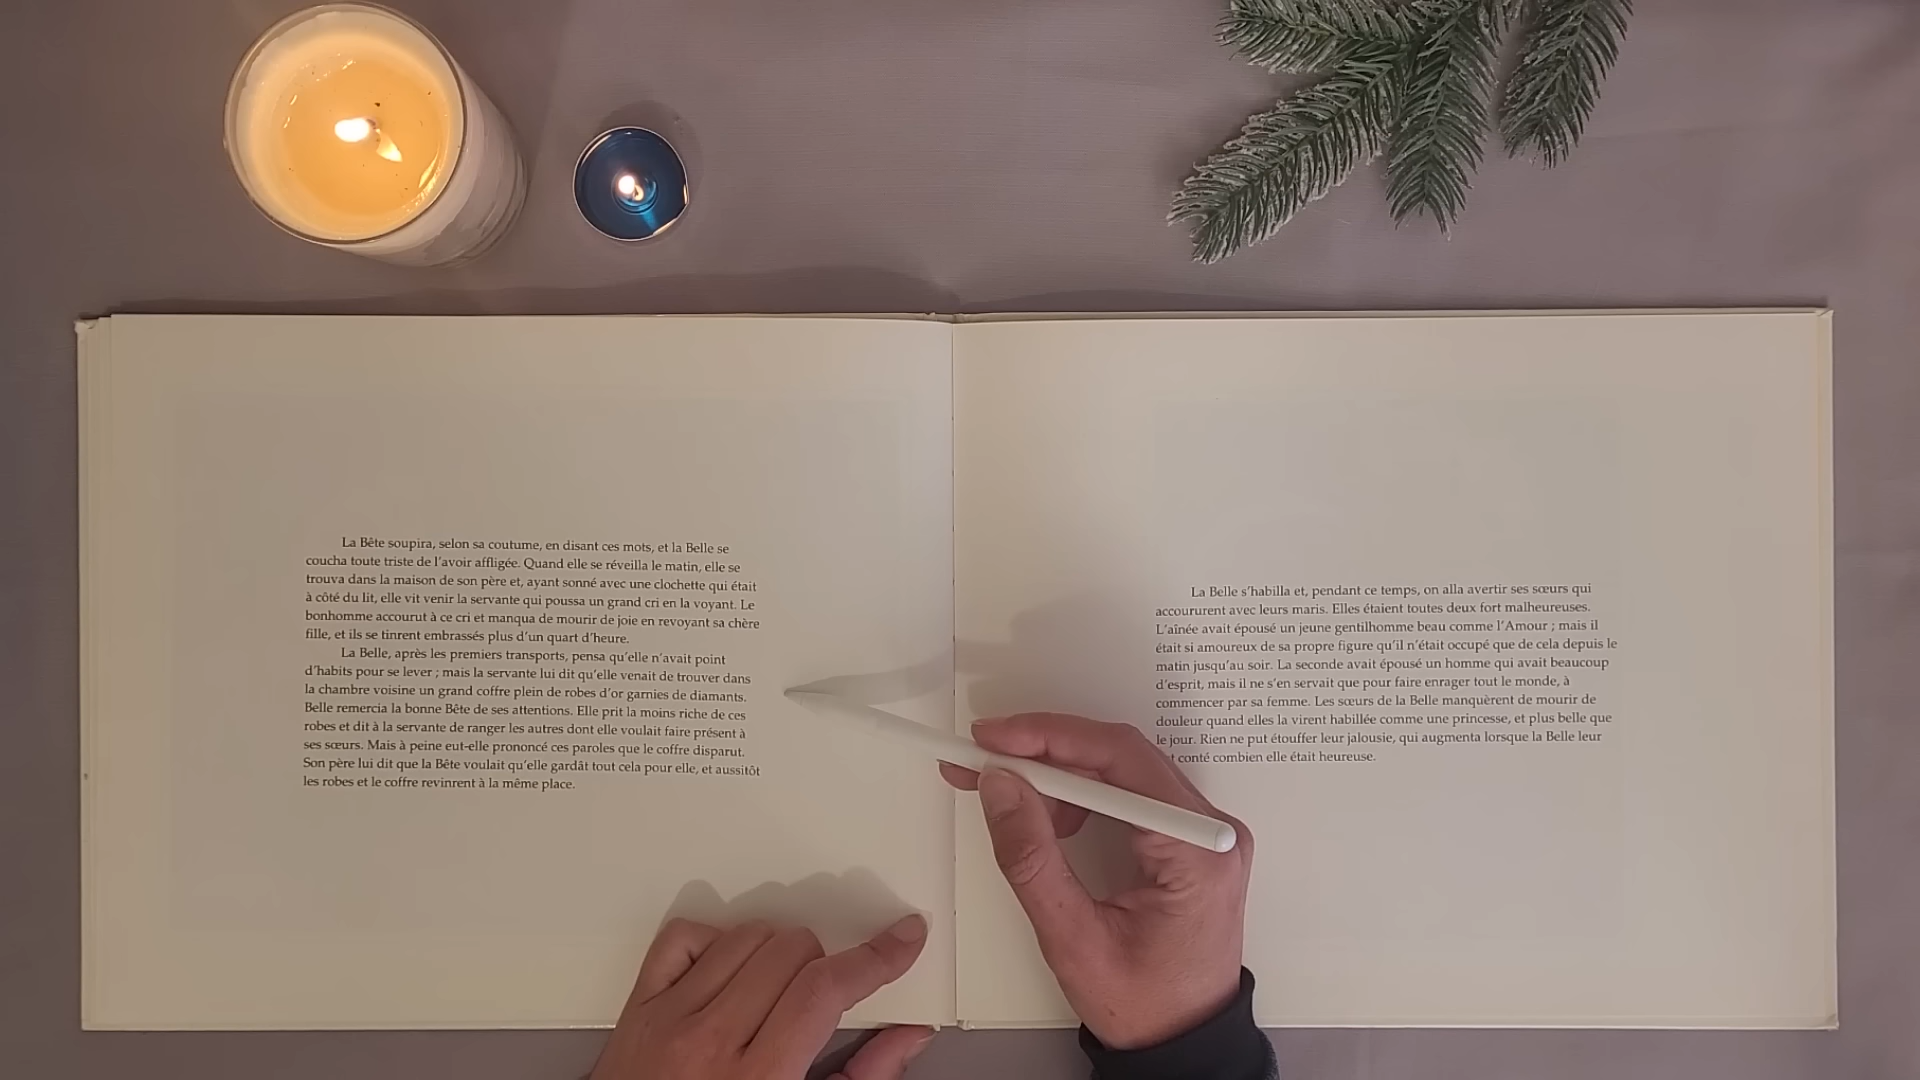 La Bête soupira, selon sa coutume, en disant ces mots, et la Belle se
coucha toute triste de l'avoir affligée. Quand elle se réveilla le matin, elle se
trouva dans la maison de son père et, ayant sonné avec une clochette qui était
à côté du lit, elle vit venir la servante qui poussa un grand cri en la voyant. Le
bonhomme accourut à ce cri et manqua de mourir de joie en revoyant sa chère
fille, et ils se tinrent embrassés plus d'un quart d'heure.
La Belle, après les premiers transports, pensa qu'elle n'avait point
d'habits pour se lever ; mais la servante lui dit qu'elle venait de trouver dans
la chambre voisine un grand coffre plein de robes d'or garnies de diamants.
Belle remercia la bonne Bête de ses attentions. Elle prit la moins riche de ces
robes et dit à la servante de ranger les autres dont elle voulait faire présent à
ses sœurs. Mais à peine eut-elle prononcé ces paroles que le coffre disparut.
Son père lui dit que la Bête voulait qu'elle gardât tout cela pour elle, et aussitôt
les robes et le coffre revinrent à la même place.
La Belle s'habilla et, pendant ce temps, on alla avertir ses sœurs qui
accoururent avec leurs maris. Elles étaient toutes deux fort malheureuses.
L'aînée avait épousé un jeune gentilhomme beau comme l'Amour ; mais il
était si amoureux de sa propre figure qu'il n'était occupé que de cela depuis le
matin jusqu'au soir. La seconde avait épousé un homme qui avait beaucoup
d'esprit, mais il ne s'en servait que pour faire enrager tout le monde, à
commencer par sa femme. Les sœurs de la Belle manquèrent de mourir de
douleur quand elles la virent habillée comme une princesse, et plus belle que
le jour. Rien ne put étouffer leur jalousie, qui augmenta lorsque la Belle leur
conté combien elle était heureuse.